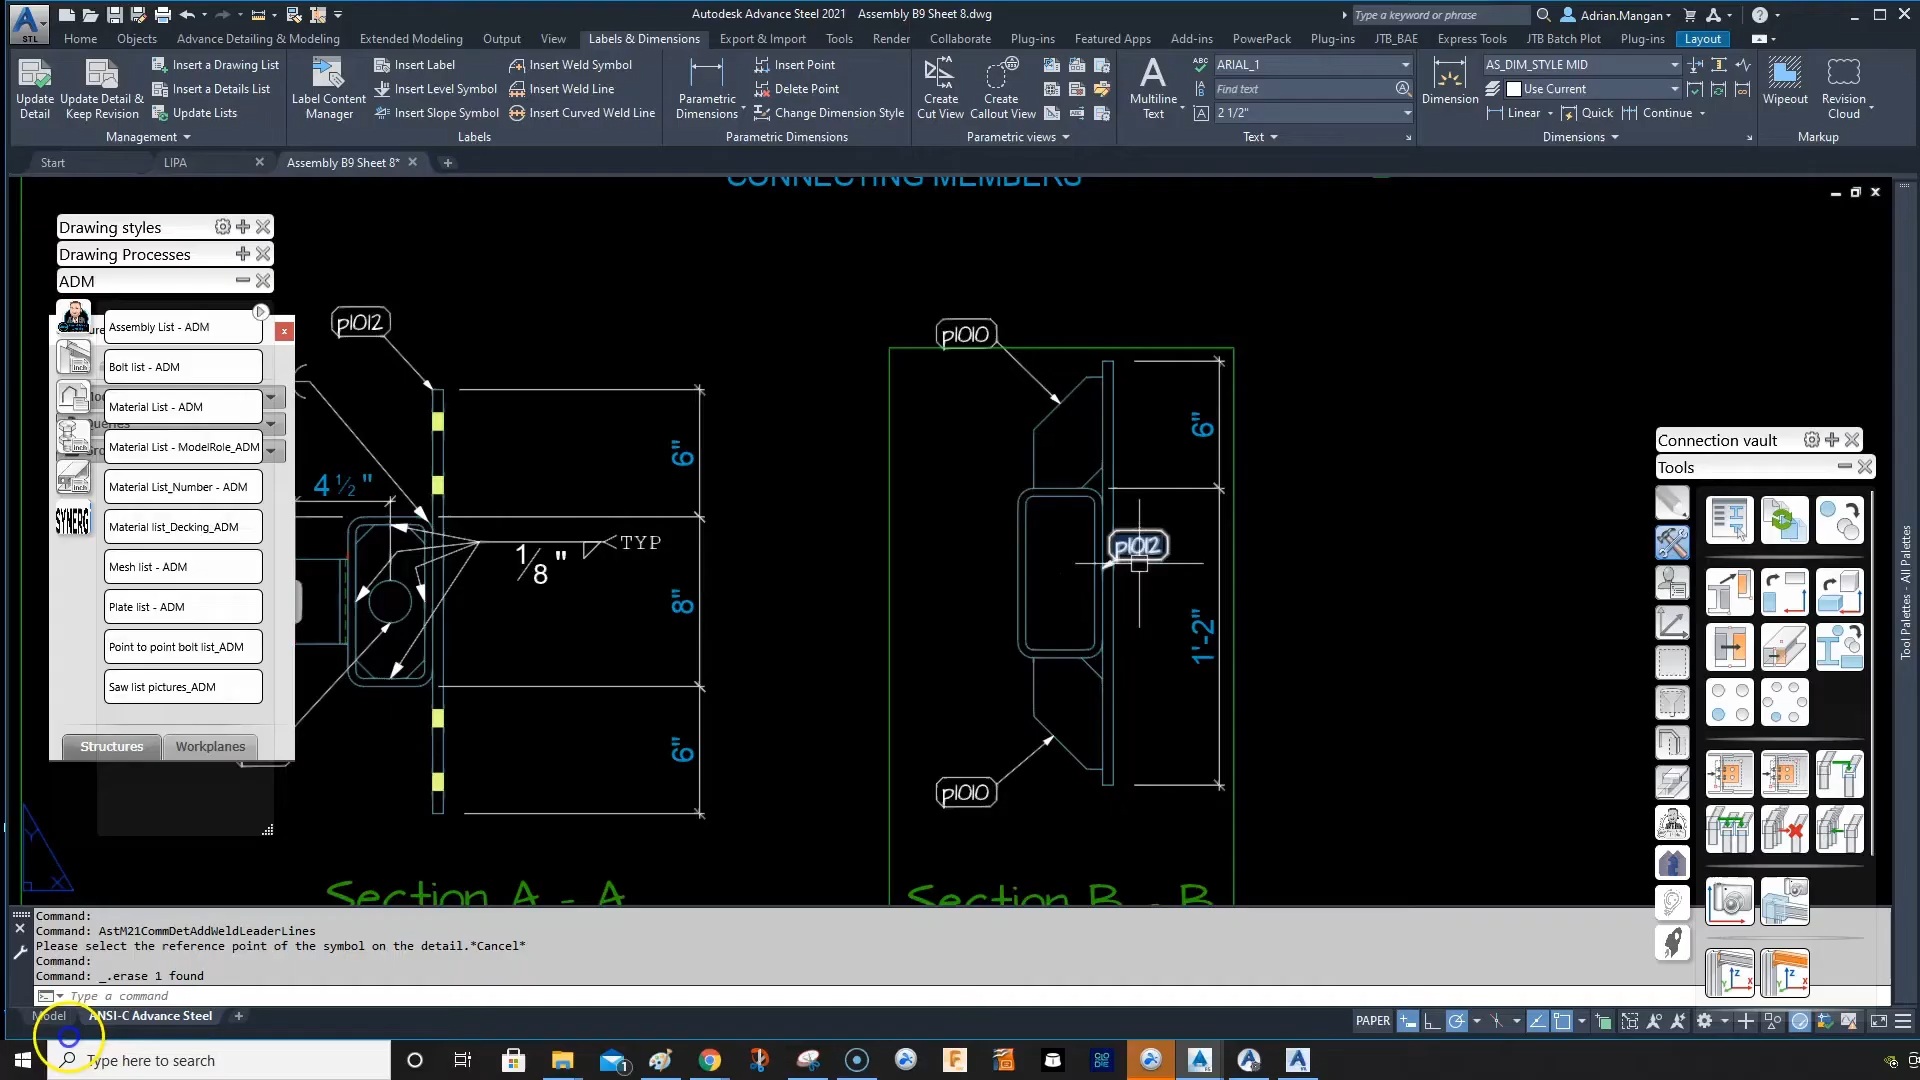 Autodesk Advance Steel 2021 Assembly B9 Sheet 8.dwg
Type a keyword or phrase
Adrian.Mangan
STL
Home Objects Advance Detailing & Modeling Extended Modeling Output View Labels & Dimensions Export & Import Tools Render Collaborate Plug-ins Featured Apps Add-ins PowerPack Plug-ins JTB_BAE Express Tools JTB Batch Plot Plug-ins Layout
Update Detail
Update Detail & Keep Revision
Insert a Drawing List
Insert a Details List
Update Lists
Management
Label Content Manager
Insert Label
Insert Level Symbol
Insert Slope Symbol
Insert Weld Symbol
Insert Weld Line
Insert Curved Weld Line
Labels
Parametric Dimensions
Insert Point
Delete Point
Change Dimension Style
Parametric Dimensions
Create Cut View
Create Callout View
Parametric views
Multiline Text
ARIAL_1
Find text
2 1/2"
Text
Dimension
AS_DIM_STYLE MID
Use Current
Linear Quick Continue
Dimensions
Wipeout
Revision Cloud
Markup
Start LIPA Assembly B9 Sheet 8*
CONNECTING MEMBERS
Drawing styles
Drawing Processes
ADM
Assembly List - ADM
Bolt list - ADM
Material List - ADM
Material List - ModelRole_ADM
Material List_Number - ADM
Material list_Decking_ADM
Mesh list - ADM
Plate list - ADM
Point to point bolt list_ADM
Saw list pictures_ADM
Structures Workplanes
p1012
4 1/2 "
1/8 "
TYP
6"
8"
6"
Section A - A
p1010
6"
p1012
1'-2"
p1010
Section B - B
Connection vault
Tools
Tool Palettes - All Palettes
Command:
Command: AstM21CommDetAddWeldLeaderLines
Please select the reference point of the symbol on the detail.*Cancel*
Command:
Command: _.erase 1 found
Type a command
Model ANSI-C Advance Steel
PAPER
Type here to search